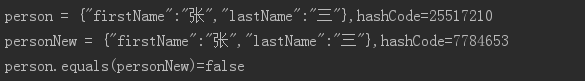 person = {"firstName":"张","lastName":"三"},hashCode=25517210
personNew = {"firstName":"张","lastName":"三"},hashCode=7784653
person.equals(personNew)=false